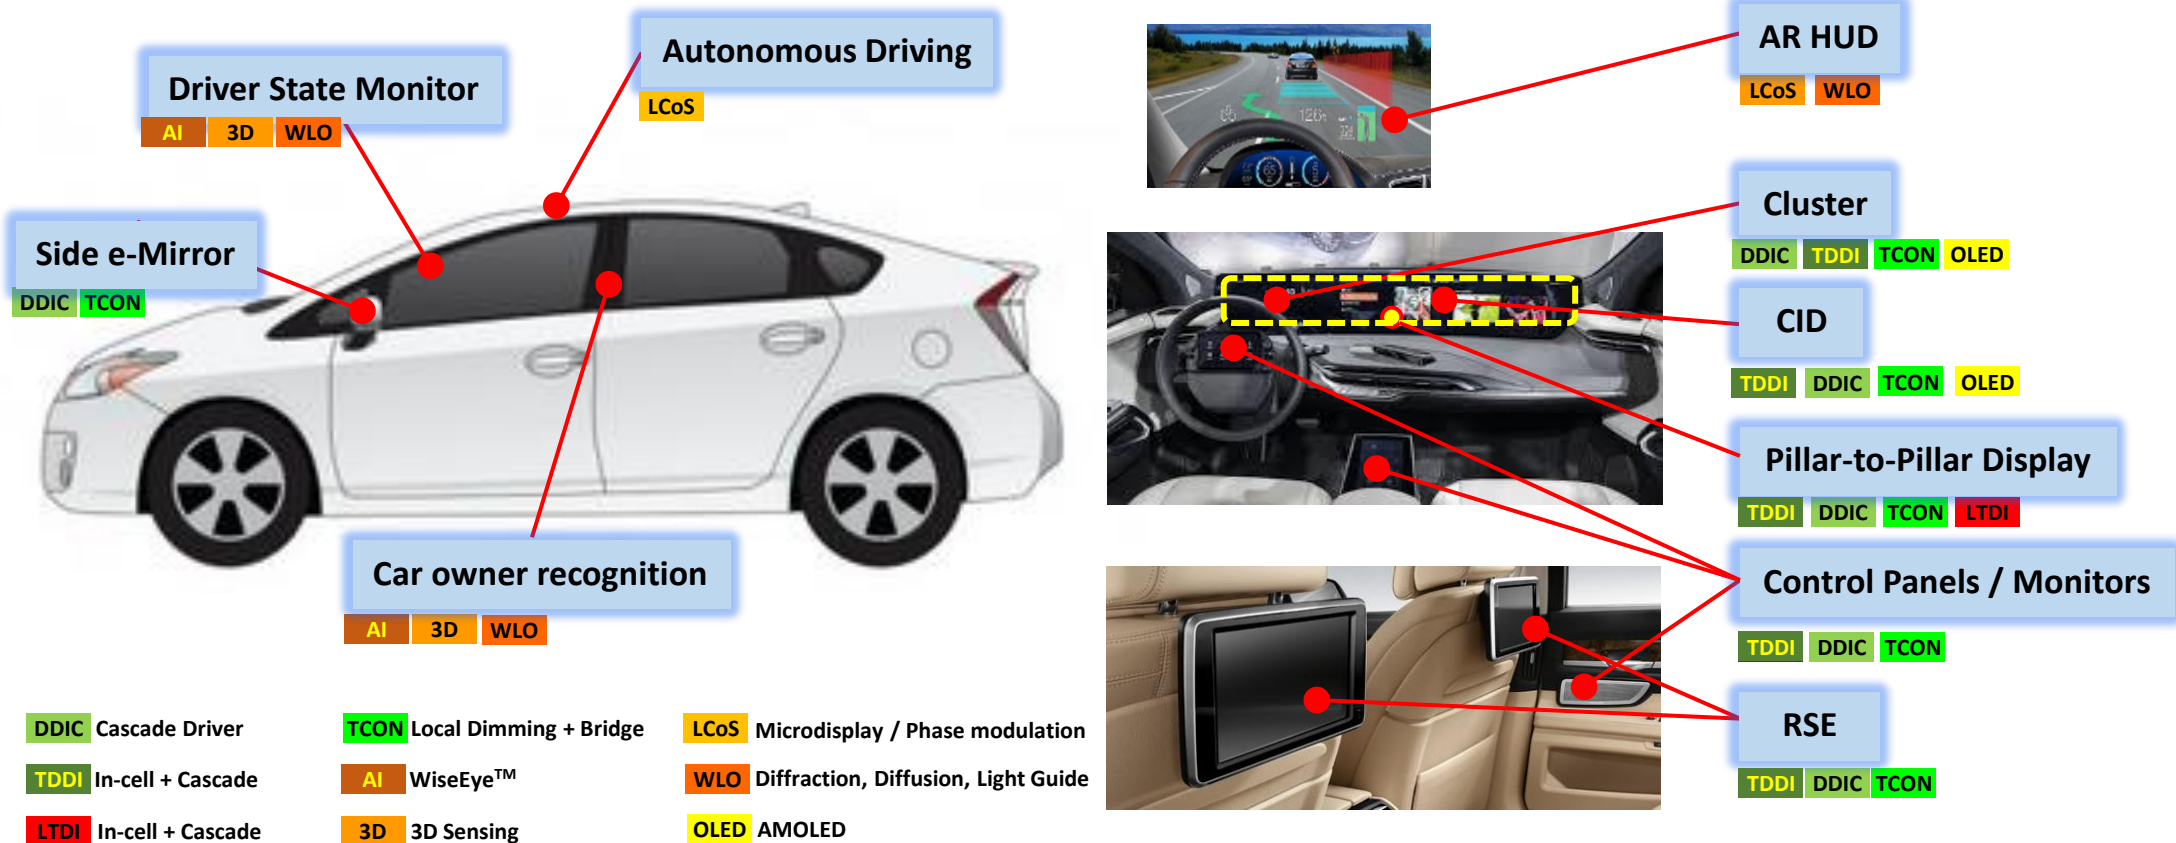 Driver State Monitor
AI 3D WLO
Autonomous Driving
LCoS
Side e-Mirror
DDIC TCON
Car owner recognition
AI 3D WLO
AR HUD
LCoS WLO
Cluster
DDIC TDDI TCON OLED
CID
TDDI DDIC TCON OLED
Pillar-to-Pillar Display
TDDI DDIC TCON LTDI
Control Panels / Monitors
TDDI DDIC TCON
RSE
TDDI DDIC TCON
DDIC Cascade Driver
TCON Local Dimming + Bridge
LCoS Microdisplay / Phase modulation
TDDI In-cell + Cascade
AI WiseEye™
WLO Diffraction, Diffusion, Light Guide
LTDI In-cell + Cascade
3D 3D Sensing
OLED AMOLED